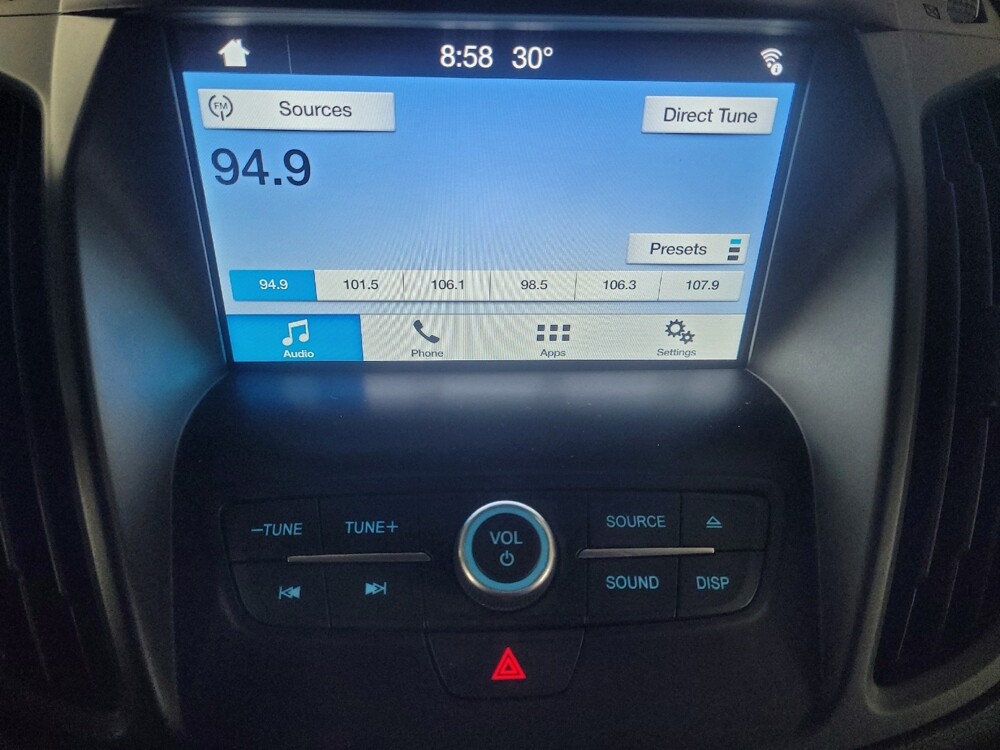 8:58 30°
FM Sources
Direct Tune
94.9
Presets
94.9 101.5 106.1 98.5 106.3 107.9
Audio Phone Apps Settings
−TUNE TUNE+ VOL SOURCE
SOUND DISP